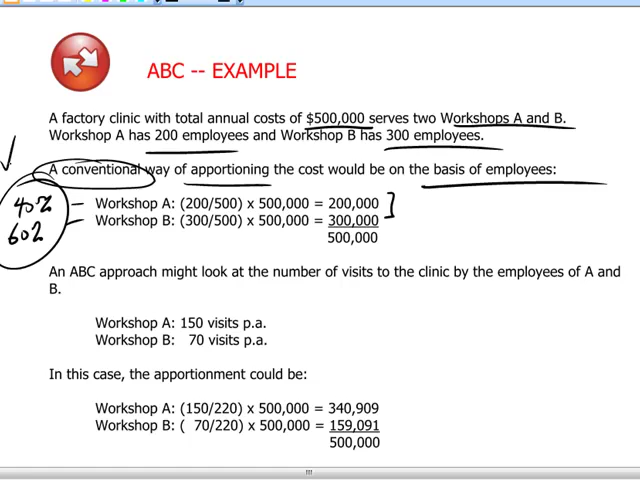 ABC -- EXAMPLE
A factory clinic with total annual costs of $500,000 serves two Workshops A and B.
Workshop A has 200 employees and Workshop B has 300 employees.
A conventional way of apportioning the cost would be on the basis of employees:
40% Workshop A: (200/500) x 500,000 = 200,000
60% Workshop B: (300/500) x 500,000 = 300,000
500,000
An ABC approach might look at the number of visits to the clinic by the employees of A and
B.
Workshop A: 150 visits p.a.
Workshop B: 70 visits p.a.
In this case, the apportionment could be:
Workshop A: (150/220) x 500,000 = 340,909
Workshop B: ( 70/220) x 500,000 = 159,091
500,000